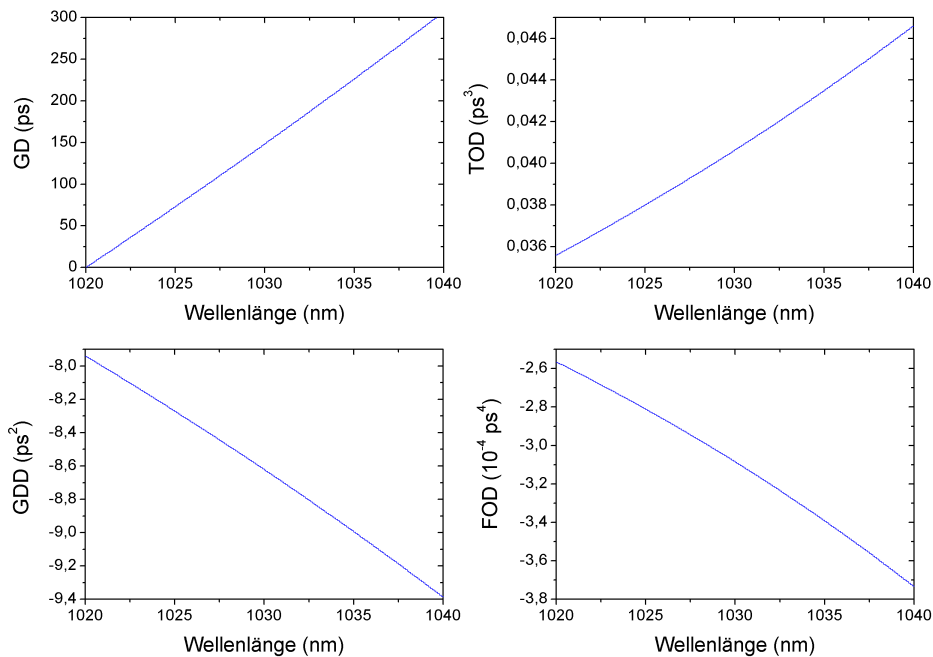 GD (ps)
300
250
200
150
100
50
0
1020 1025 1030 1035 1040
Wellenlänge (nm)
TOD (ps³)
0,046
0,044
0,042
0,040
0,038
0,036
1020 1025 1030 1035 1040
Wellenlänge (nm)
GDD (ps²)
-8,0
-8,2
-8,4
-8,6
-8,8
-9,0
-9,2
-9,4
1020 1025 1030 1035 1040
Wellenlänge (nm)
FOD (10⁻⁴ ps⁴)
-2,6
-2,8
-3,0
-3,2
-3,4
-3,6
-3,8
1020 1025 1030 1035 1040
Wellenlänge (nm)